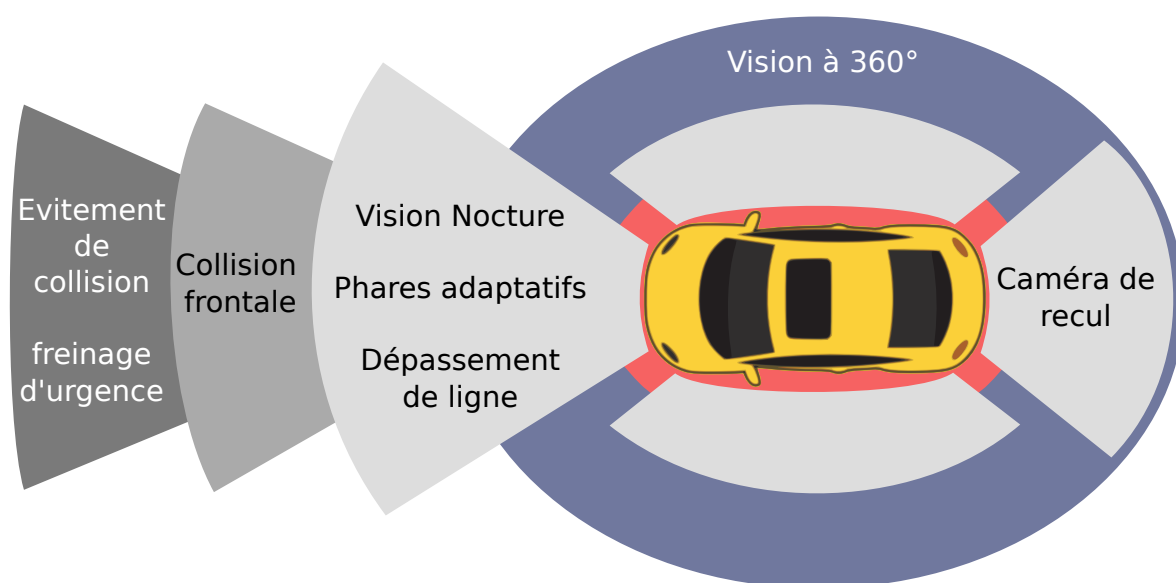 Vision à 360°
Evitement
de
collision
freinage
d'urgence
Collision
frontale
Vision Nocture
Phares adaptatifs
Dépassement
de ligne
Caméra de
recul